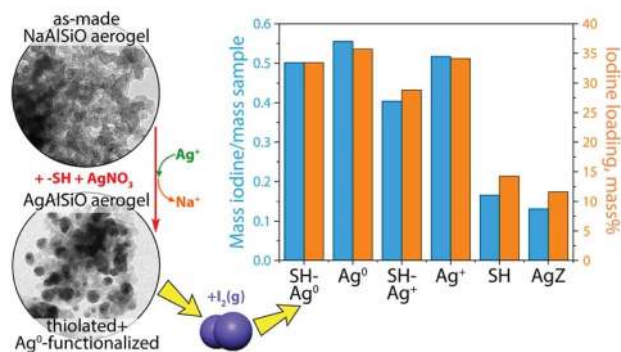 as-made
NaAlSiO aerogel
+ -SH + AgNO₃
Ag⁺
Na⁺
AgAlSiO aerogel
thiolated+
Ag⁰-functionalized
+I₂(g)
Mass iodine/mass sample
0.6
0.5
0.4
0.3
0.2
0.1
0.0
SH-
Ag⁰
Ag⁰
SH-
Ag⁺
Ag⁺
SH
AgZ
40
35
30
25
20
15
10
5
0
Iodine loading, mass%